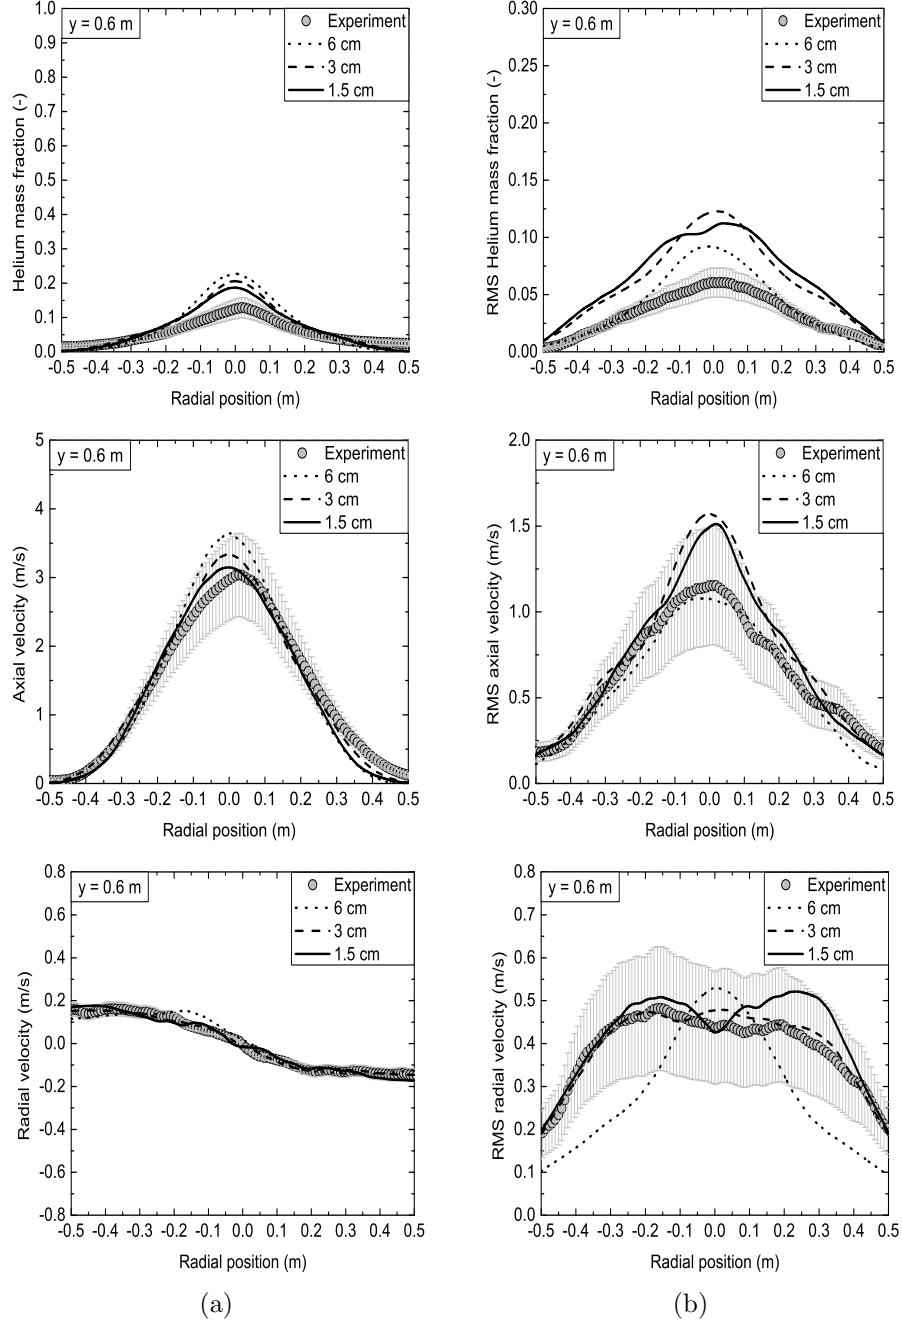 y = 0.6 m
Experiment
6 cm
3 cm
1.5 cm
Helium mass fraction (-)
1.0
0.9
0.8
0.7
0.6
0.5
0.4
0.3
0.2
0.1
0.0
-0.5 -0.4 -0.3 -0.2 -0.1 0.0 0.1 0.2 0.3 0.4 0.5
Radial position (m)
y = 0.6 m
Experiment
6 cm
3 cm
1.5 cm
RMS Helium mass fraction (-)
0.30
0.25
0.20
0.15
0.10
0.05
0.00
-0.5 -0.4 -0.3 -0.2 -0.1 0.0 0.1 0.2 0.3 0.4 0.5
Radial position (m)
y = 0.6 m
Experiment
6 cm
3 cm
1.5 cm
Axial velocity (m/s)
5
4
3
2
1
0
-0.5 -0.4 -0.3 -0.2 -0.1 0.0 0.1 0.2 0.3 0.4 0.5
Radial position (m)
y = 0.6 m
Experiment
6 cm
3 cm
1.5 cm
RMS axial velocity (m/s)
2.0
1.5
1.0
0.5
0.0
-0.5 -0.4 -0.3 -0.2 -0.1 0.0 0.1 0.2 0.3 0.4 0.5
Radial position (m)
y = 0.6 m
Experiment
6 cm
3 cm
1.5 cm
Radial velocity (m/s)
0.8
0.6
0.4
0.2
0.0
-0.2
-0.4
-0.6
-0.8
-0.5 -0.4 -0.3 -0.2 -0.1 0.0 0.1 0.2 0.3 0.4 0.5
Radial position (m)
y = 0.6 m
Experiment
6 cm
3 cm
1.5 cm
RMS radial velocity (m/s)
0.8
0.7
0.6
0.5
0.4
0.3
0.2
0.1
0.0
-0.5 -0.4 -0.3 -0.2 -0.1 0.0 0.1 0.2 0.3 0.4 0.5
Radial position (m)
(a)
(b)